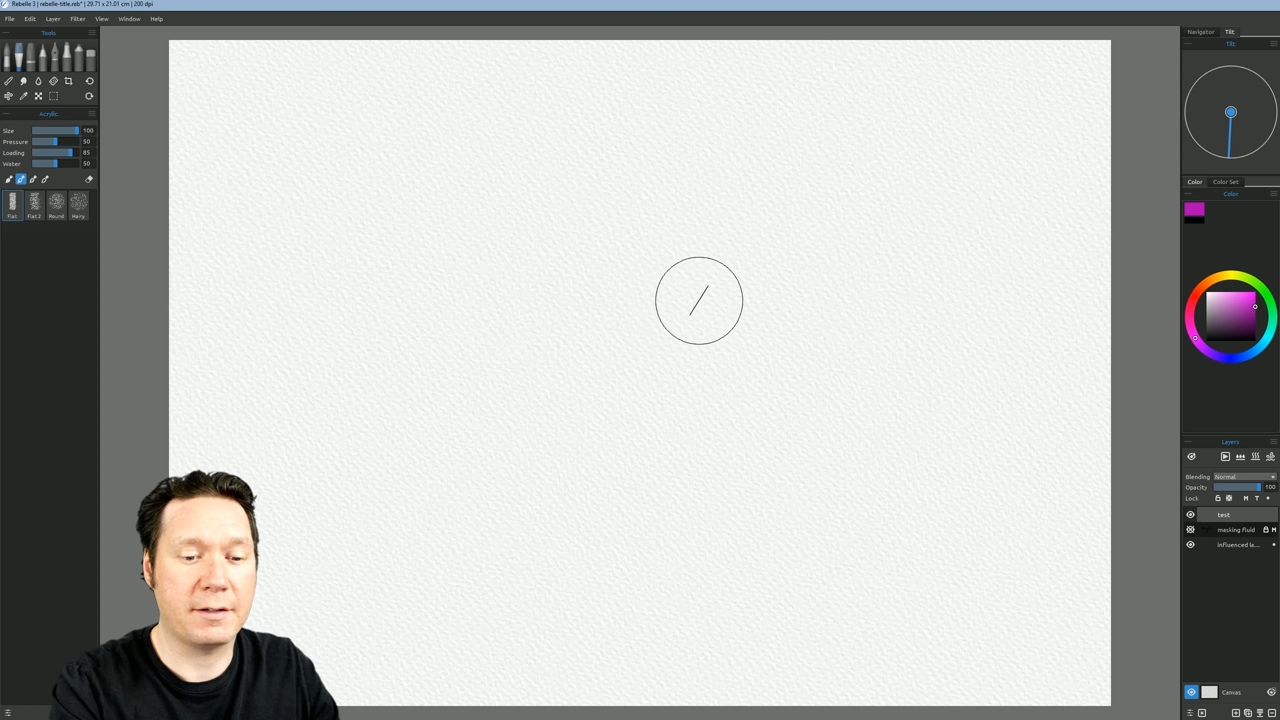 Rebelle 3 | rebelle-title.reb* | 29.71 x 21.01 cm | 200 dpi
File Edit Layer Filter View Window Help
Tools
Acrylic
Size 100
Pressure 50
Loading 85
Water 50
Flat Flat 2 Round Hairy
Navigator Tilt
Tilt
Color Color Set
Color
Layers
Blending Normal
Opacity 100
Lock M T
test
masking fluid M
influenced la...
Canvas